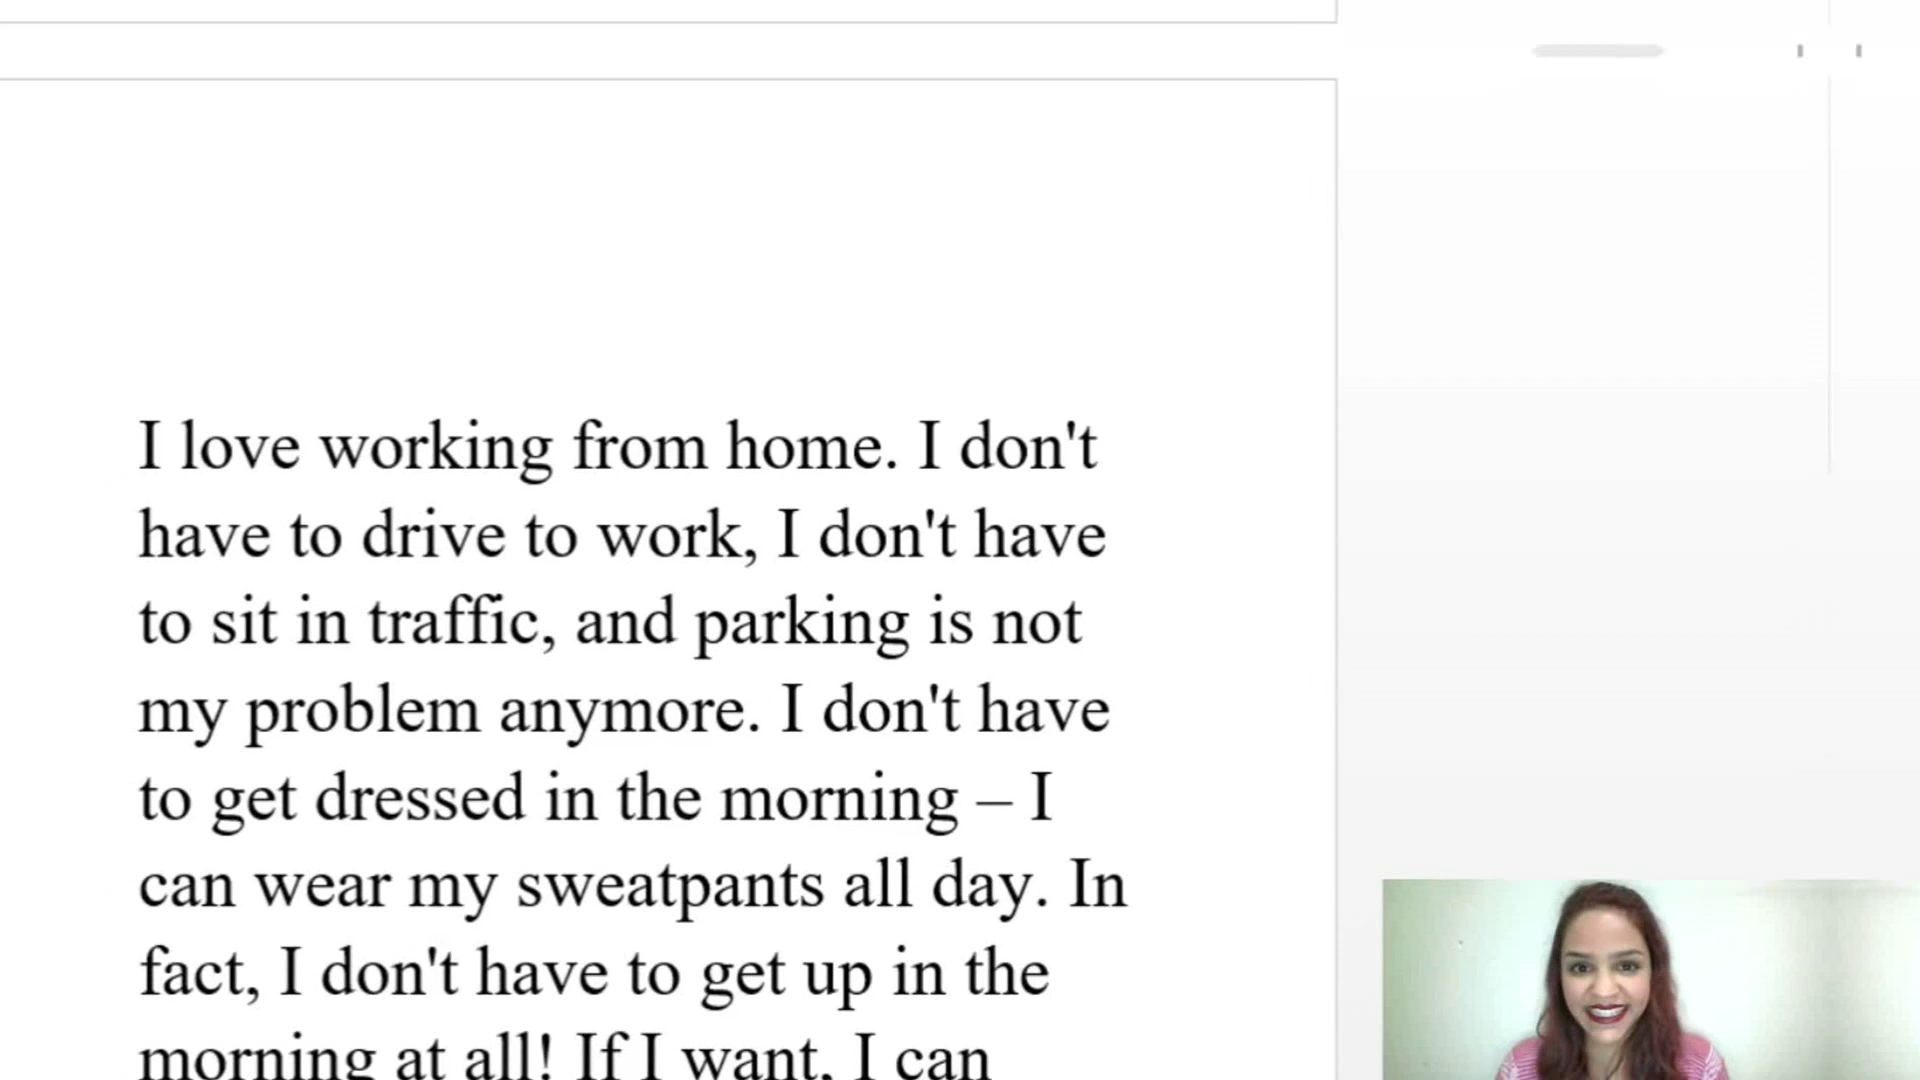 I love working from home. I don't
have to drive to work, I don't have
to sit in traffic, and parking is not
my problem anymore. I don't have
to get dressed in the morning – I
can wear my sweatpants all day. In
fact, I don't have to get up in the
morning at all! If I want, I can